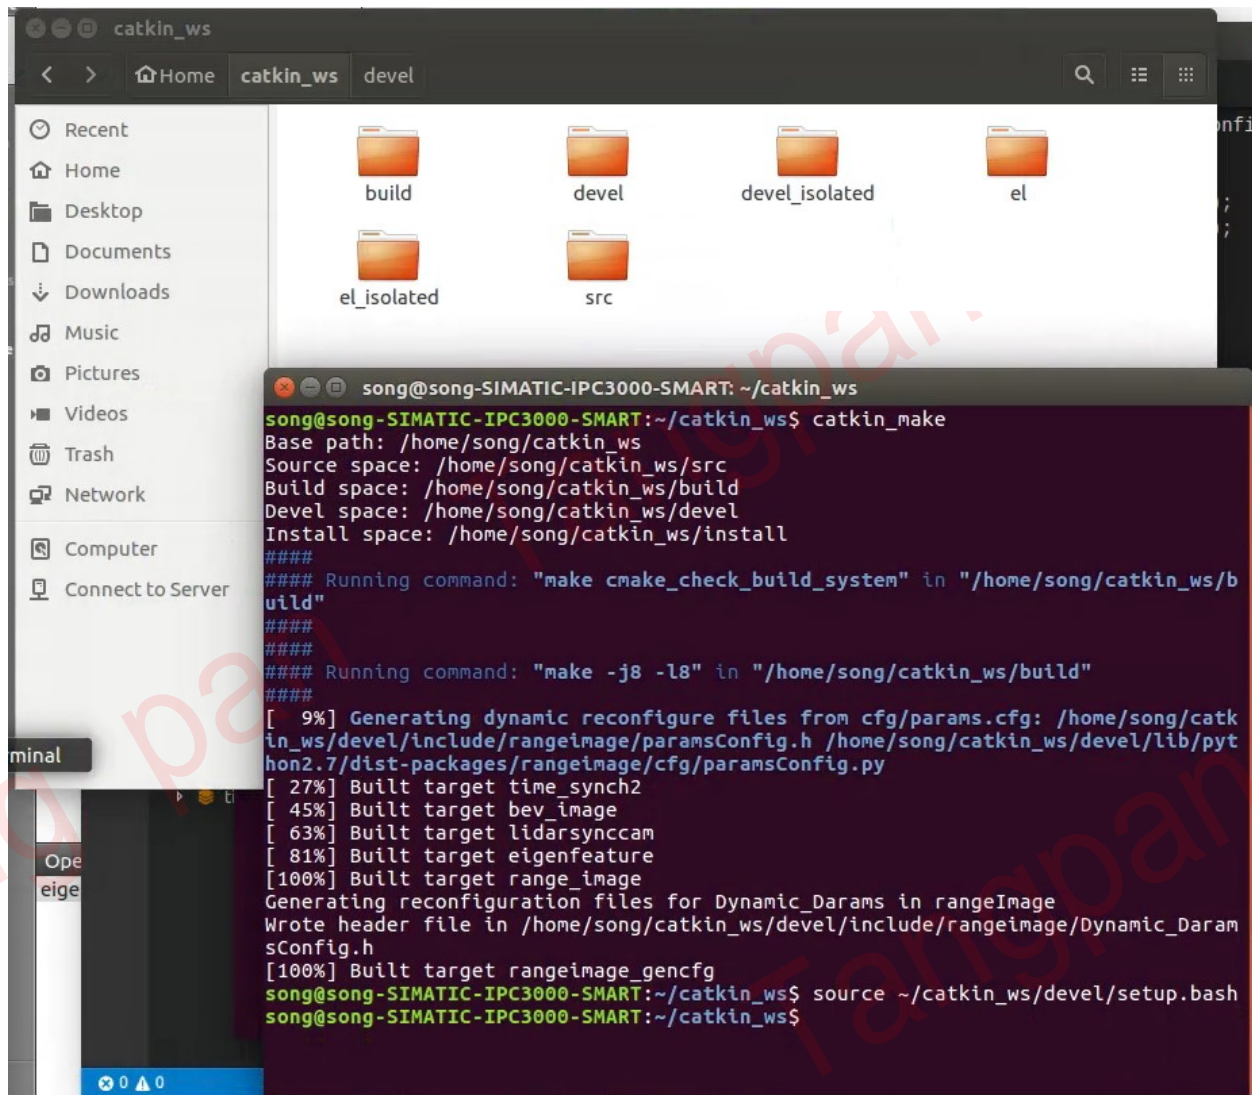 catkin_ws
Home catkin_ws devel
Recent
Home
Desktop
Documents
Downloads
Music
Pictures
Videos
Trash
Network
Computer
Connect to Server
build devel devel_isolated el
el_isolated src
song@song-SIMATIC-IPC3000-SMART: ~/catkin_ws
song@song-SIMATIC-IPC3000-SMART:~/catkin_ws$ catkin_make
Base path: /home/song/catkin_ws
Source space: /home/song/catkin_ws/src
Build space: /home/song/catkin_ws/build
Devel space: /home/song/catkin_ws/devel
Install space: /home/song/catkin_ws/install
####
#### Running command: "make cmake_check_build_system" in "/home/song/catkin_ws/b
uild"
####
####
#### Running command: "make -j8 -l8" in "/home/song/catkin_ws/build"
####
[  9%] Generating dynamic reconfigure files from cfg/params.cfg: /home/song/catk
in_ws/devel/include/rangeimage/paramsConfig.h /home/song/catkin_ws/devel/lib/pyt
hon2.7/dist-packages/rangeimage/cfg/paramsConfig.py
[ 27%] Built target time_synch2
[ 45%] Built target bev_image
[ 63%] Built target lidarsynccam
[ 81%] Built target eigenfeature
[100%] Built target range_image
Generating reconfiguration files for Dynamic_Darams in rangeImage
Wrote header file in /home/song/catkin_ws/devel/include/rangeimage/Dynamic_Daram
sConfig.h
[100%] Built target rangeimage_gencfg
song@song-SIMATIC-IPC3000-SMART:~/catkin_ws$ source ~/catkin_ws/devel/setup.bash
song@song-SIMATIC-IPC3000-SMART:~/catkin_ws$
minal
Ope
eige
0 0
Tangpan
Tangpan